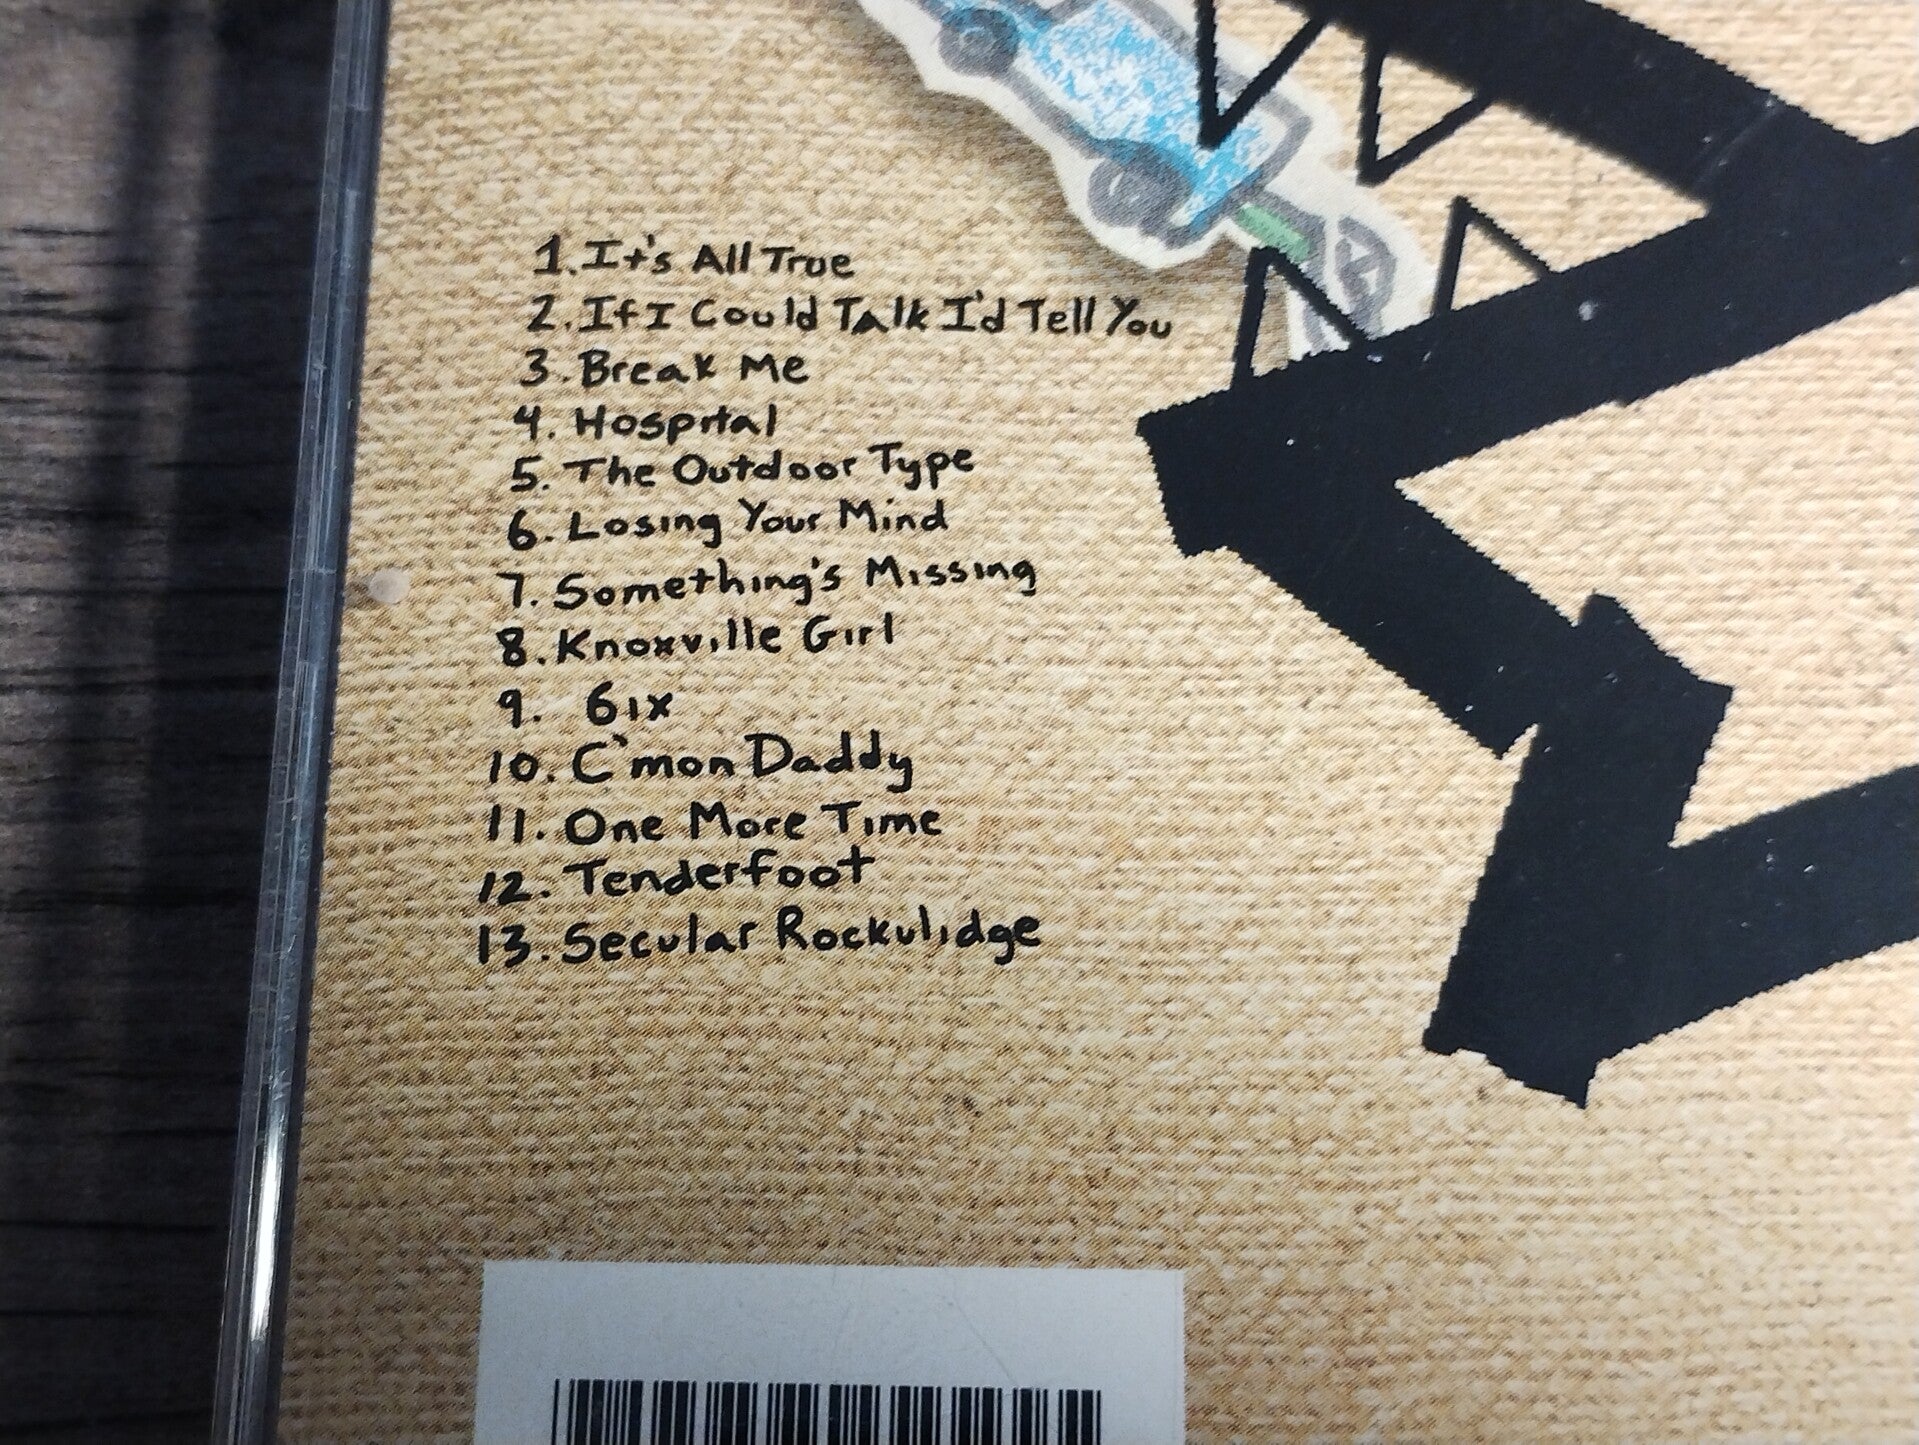 1. It's All True
2. If I Could Talk I'd Tell You
3. Break Me
4. Hospital
5. The Outdoor Type
6. Losing Your Mind
7. Something's Missing
8. Knoxville Girl
9. 6ix
10. C'mon Daddy
11. One More Time
12. Tenderfoot
13. Secular Rockulidge